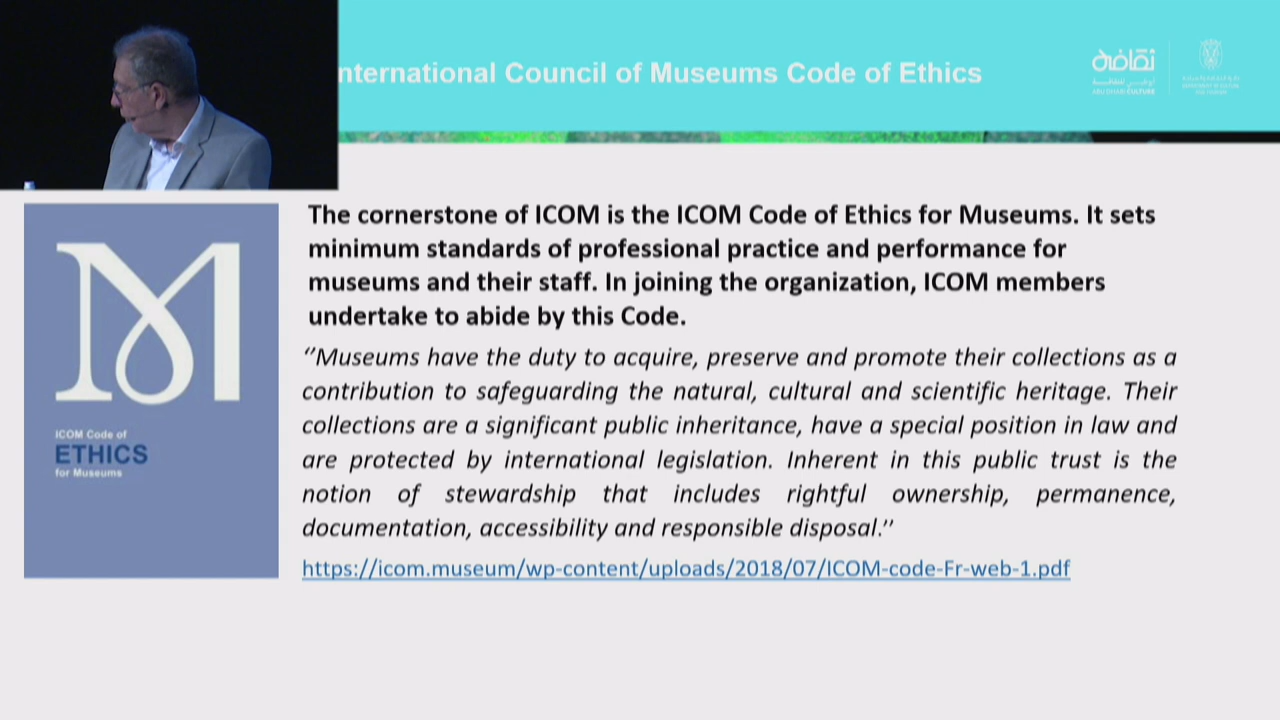 nternational Council of Museums Code of Ethics
ثقافة
ABU DHABI CULTURE
The cornerstone of ICOM is the ICOM Code of Ethics for Museums. It sets
minimum standards of professional practice and performance for
museums and their staff. In joining the organization, ICOM members
undertake to abide by this Code.
‘’Museums have the duty to acquire, preserve and promote their collections as a
contribution to safeguarding the natural, cultural and scientific heritage. Their
collections are a significant public inheritance, have a special position in law and
are protected by international legislation. Inherent in this public trust is the
notion of stewardship that includes rightful ownership, permanence,
documentation, accessibility and responsible disposal.’’
https://icom.museum/wp-content/uploads/2018/07/ICOM-code-Fr-web-1.pdf
M
ICOM Code of
ETHICS
for Museums